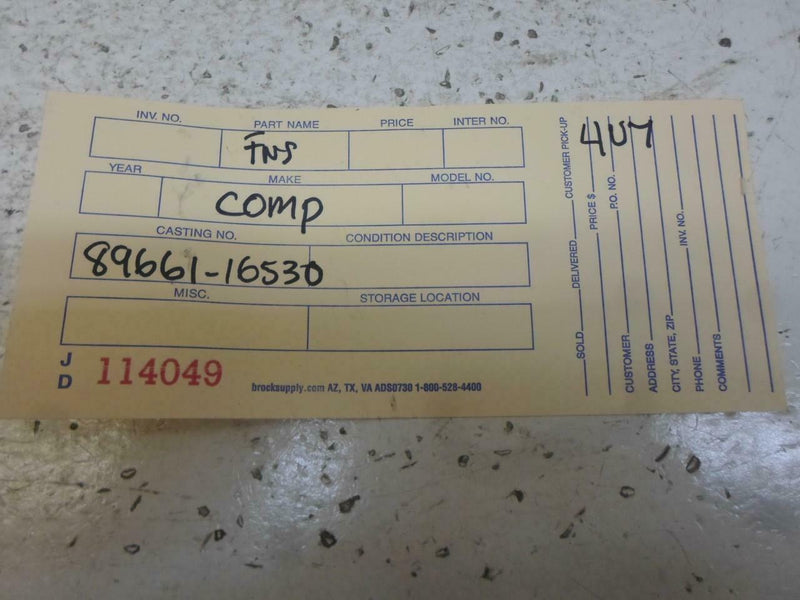 INV. NO. PART NAME PRICE INTER NO.
FNS
YEAR MAKE MODEL NO.
COMP
CASTING NO. CONDITION DESCRIPTION
89661-16530
MISC. STORAGE LOCATION
J
D
114049
brocksupply.com AZ, TX, VA ADS0730 1-800-528-4400
SOLD DELIVERED CUSTOMER PICK-UP
PRICE $
P.O. NO.
CUSTOMER
ADDRESS
CITY, STATE, ZIP INV. NO.
PHONE
COMMENTS